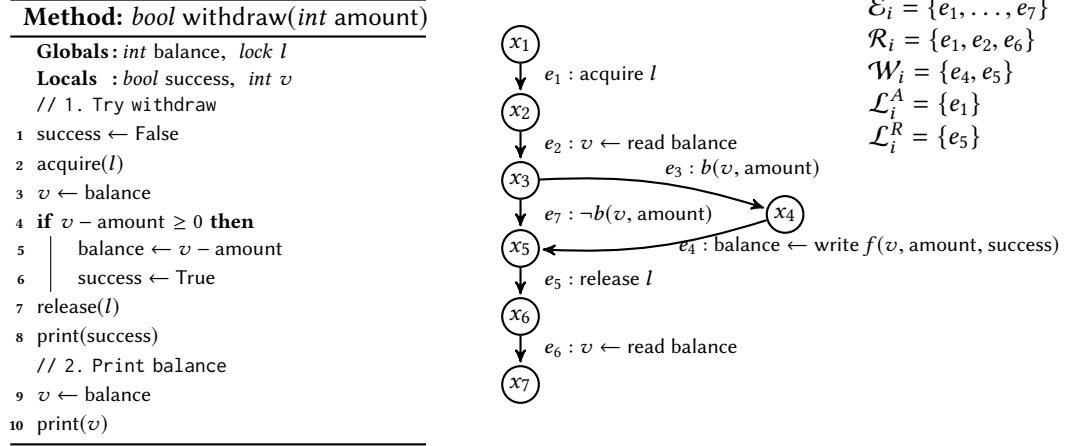 Method: bool withdraw(int amount)
Globals: int balance, lock l
Locals : bool success, int v
// 1. Try withdraw
1 success ← False
2 acquire(l)
3 v ← balance
4 if v − amount ≥ 0 then
5 balance ← v − amount
6 success ← True
7 release(l)
8 print(success)
// 2. Print balance
9 v ← balance
10 print(v)
x₁
e₁ : acquire l
x₂
e₂ : v ← read balance
x₃
e₃ : b(v, amount)
e₇ : ¬b(v, amount)
x₄
x₅
e₄ : balance ← write f(v, amount, success)
e₅ : release l
x₆
e₆ : v ← read balance
x₇
ℰᵢ = {e₁, . . . , e₇}
ℛᵢ = {e₁, e₂, e₆}
𝒲ᵢ = {e₄, e₅}
ℒᵢᴬ = {e₁}
ℒᵢᴿ = {e₅}